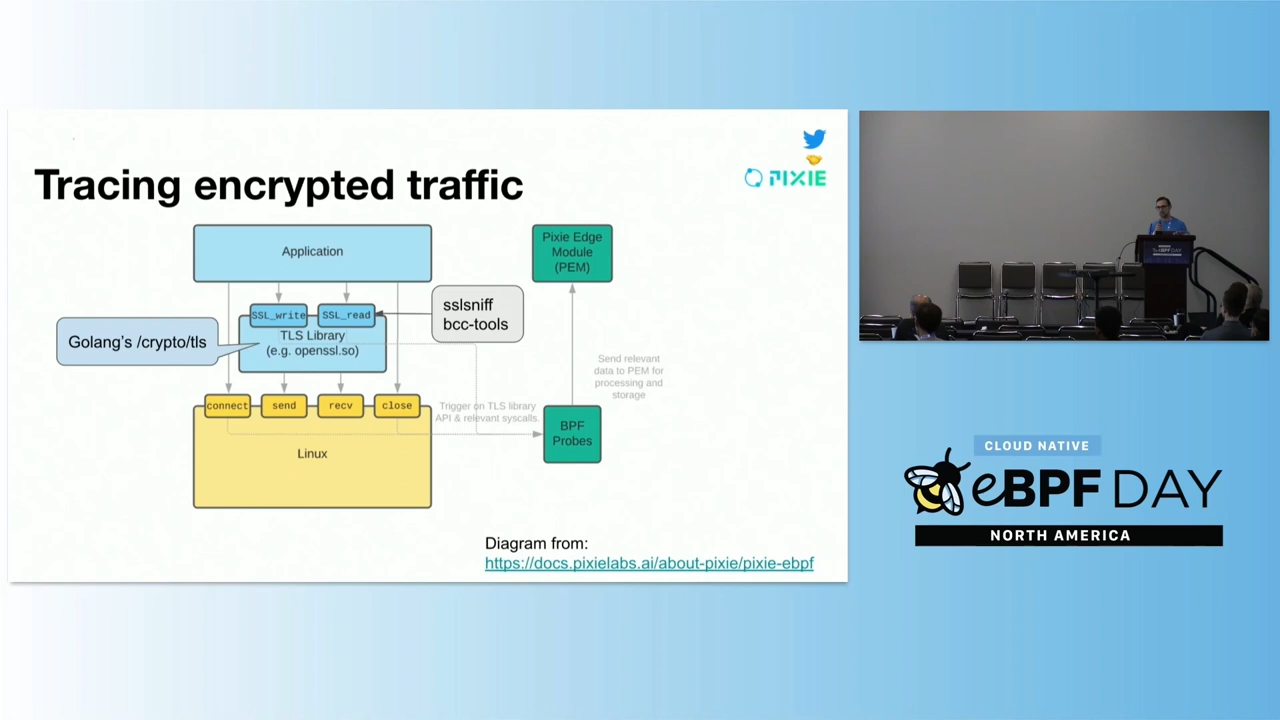 Tracing encrypted traffic
PIXIE
Application
Pixie Edge
Module
(PEM)
SSL_write
SSL_read
sslsniff
bcc-tools
TLS Library
(e.g. openssl.so)
Golang's /crypto/tls
Send relevant
data to PEM for
processing and
storage
connect
send
recv
close
Trigger on TLS library
API & relevant syscalls.
BPF
Probes
Linux
Diagram from:
https://docs.pixielabs.ai/about-pixie/pixie-ebpf
eBPF DAY
CLOUD NATIVE
eBPF DAY
NORTH AMERICA